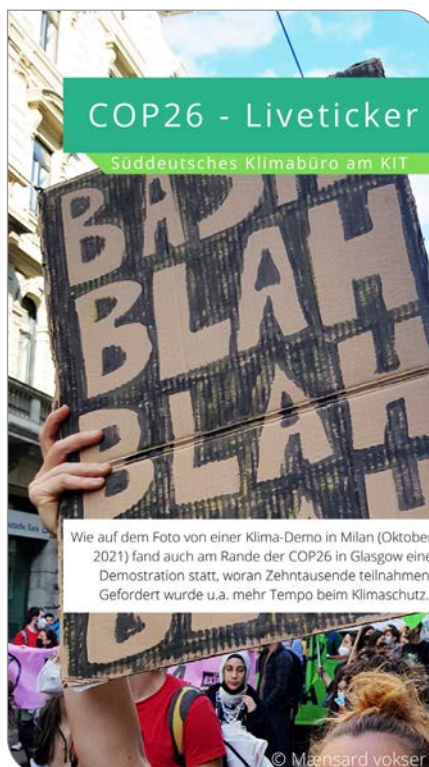 COP26 - Liveticker
Süddeutsches Klimabüro am KIT
BLAH
BLAH
Wie auf dem Foto von einer Klima-Demo in Milan (Oktober
2021) fand auch am Rande der COP26 in Glasgow eine
Demostration statt, woran Zehntausende teilnahmen.
Gefordert wurde u.a. mehr Tempo beim Klimaschutz.
© Mænsard vokser